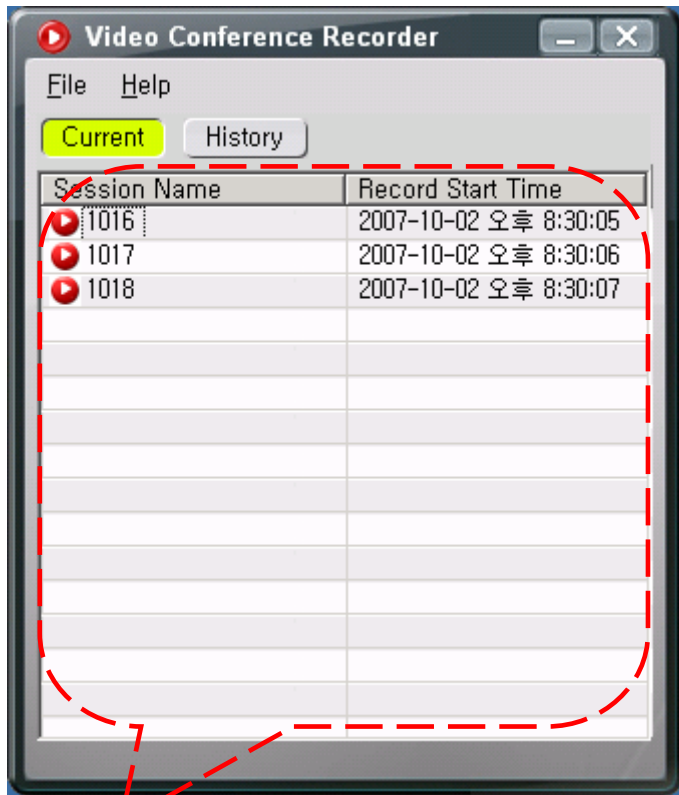 Video Conference Recorder
File Help
Current History
Session Name Record Start Time
1016 2007-10-02 오후 8:30:05
1017 2007-10-02 오후 8:30:06
1018 2007-10-02 오후 8:30:07